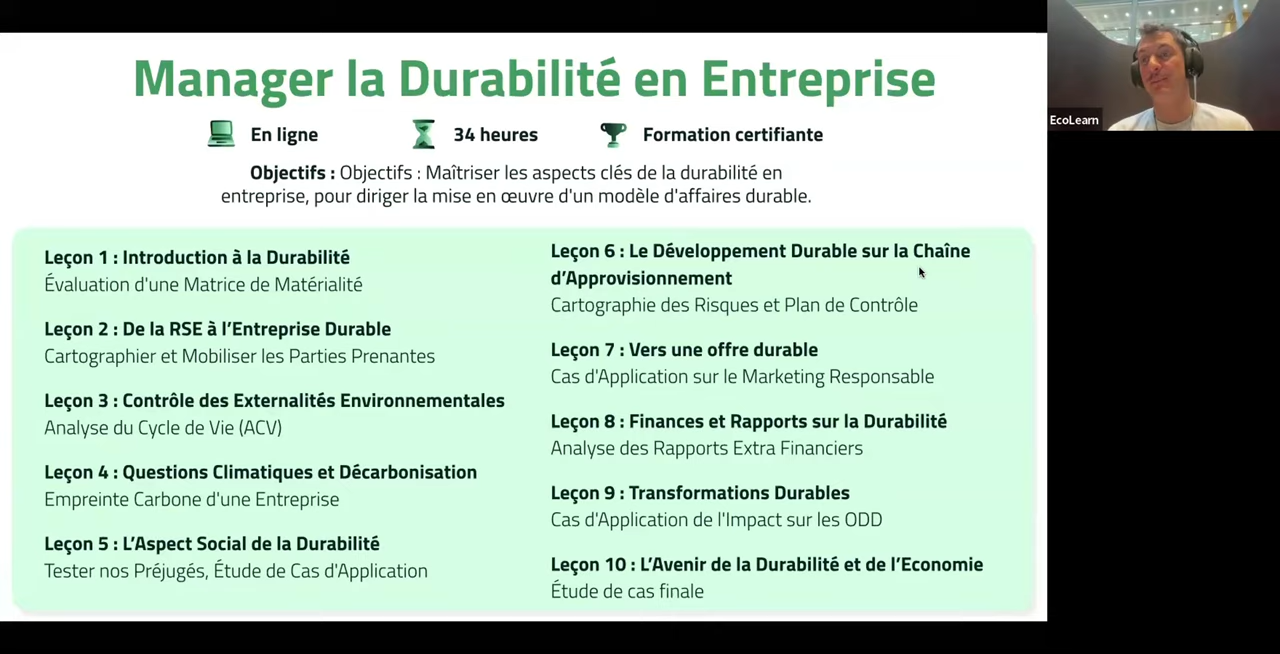 Manager la Durabilité en Entreprise
En ligne
34 heures
Formation certifiante
Objectifs : Objectifs : Maîtriser les aspects clés de la durabilité en
entreprise, pour diriger la mise en œuvre d'un modèle d'affaires durable.
Leçon 1 : Introduction à la Durabilité
Évaluation d'une Matrice de Matérialité
Leçon 2 : De la RSE à l’Entreprise Durable
Cartographier et Mobiliser les Parties Prenantes
Leçon 3 : Contrôle des Externalités Environnementales
Analyse du Cycle de Vie (ACV)
Leçon 4 : Questions Climatiques et Décarbonisation
Empreinte Carbone d'une Entreprise
Leçon 5 : L’Aspect Social de la Durabilité
Tester nos Préjugés, Étude de Cas d'Application
Leçon 6 : Le Développement Durable sur la Chaîne
d’Approvisionnement
Cartographie des Risques et Plan de Contrôle
Leçon 7 : Vers une offre durable
Cas d'Application sur le Marketing Responsable
Leçon 8 : Finances et Rapports sur la Durabilité
Analyse des Rapports Extra Financiers
Leçon 9 : Transformations Durables
Cas d'Application de l'Impact sur les ODD
Leçon 10 : L’Avenir de la Durabilité et de l’Economie
Étude de cas finale
EcoLearn